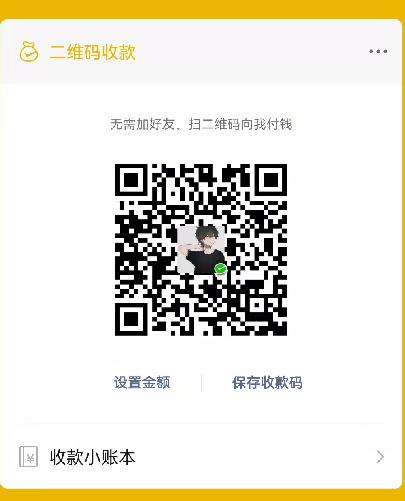 二维码收款
无需加好友，扫二维码向我付钱
设置金额
保存收款码
¥
收款小账本